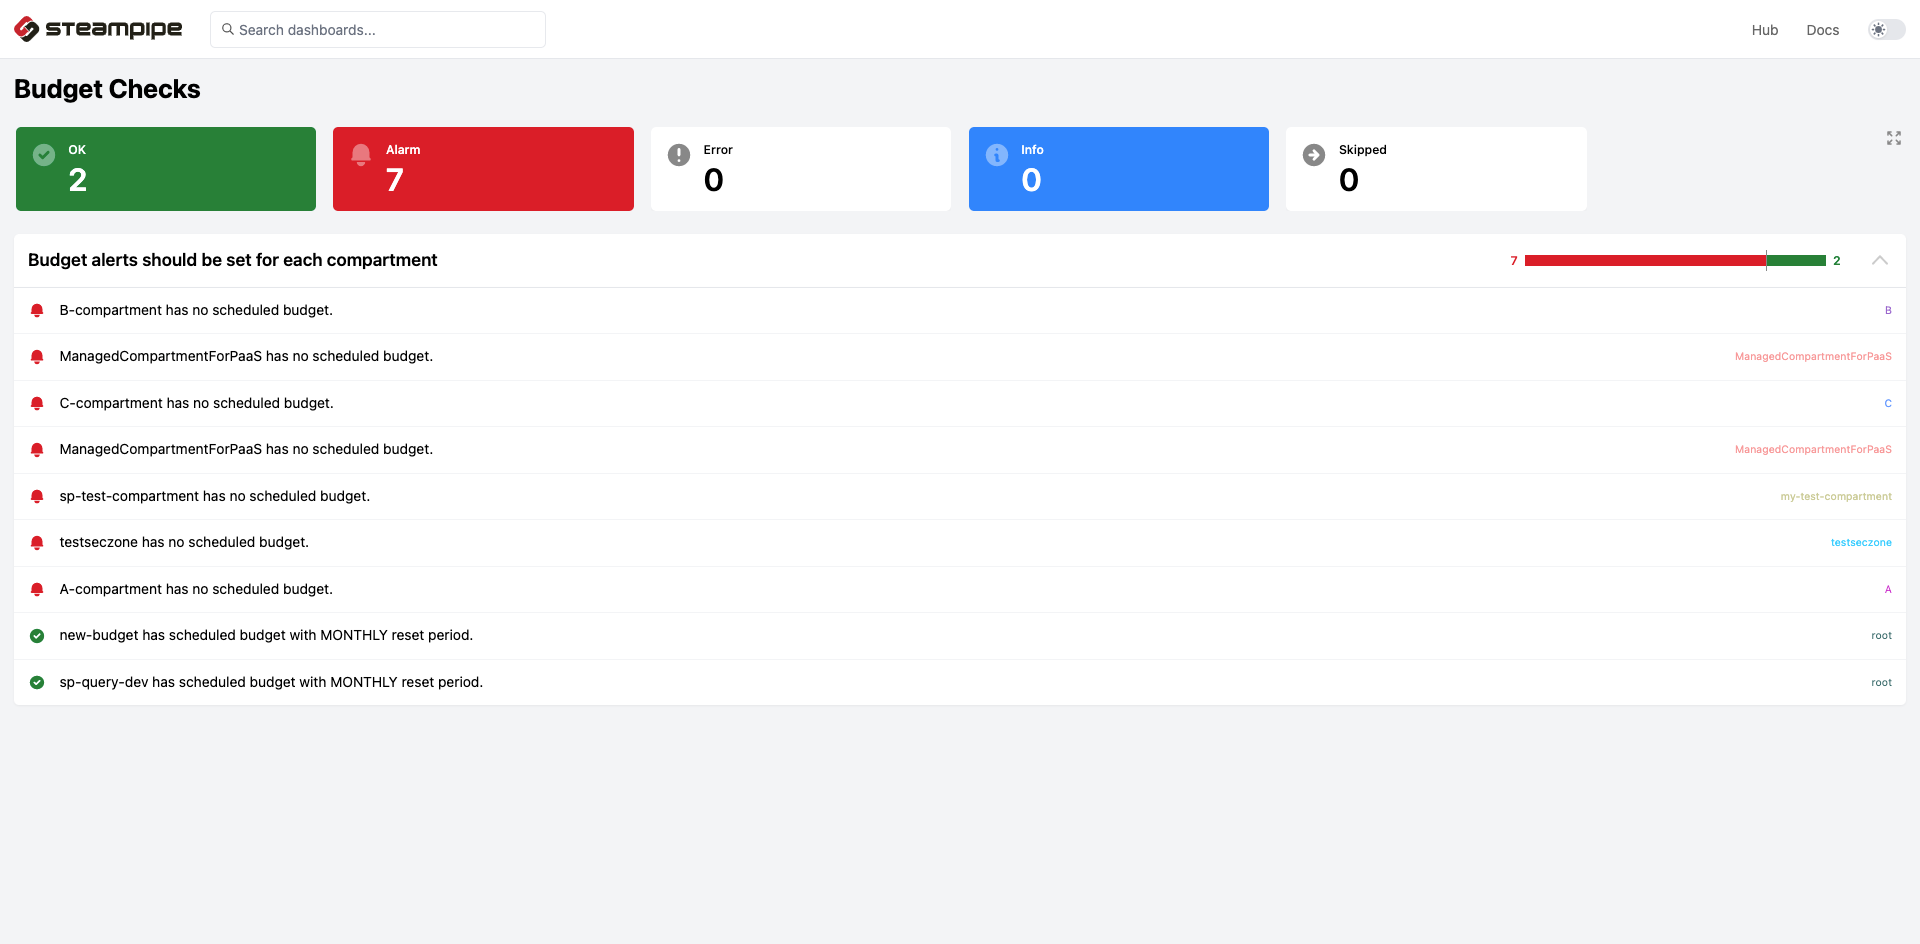 steampipe
Search dashboards...
Hub
Docs
Budget Checks
OK
2
Alarm
7
Error
0
Info
0
Skipped
0
Budget alerts should be set for each compartment
7
2
B-compartment has no scheduled budget.
B
ManagedCompartmentForPaaS has no scheduled budget.
ManagedCompartmentForPaaS
C-compartment has no scheduled budget.
C
ManagedCompartmentForPaaS has no scheduled budget.
ManagedCompartmentForPaaS
sp-test-compartment has no scheduled budget.
my-test-compartment
testseczone has no scheduled budget.
testseczone
A-compartment has no scheduled budget.
A
new-budget has scheduled budget with MONTHLY reset period.
root
sp-query-dev has scheduled budget with MONTHLY reset period.
root